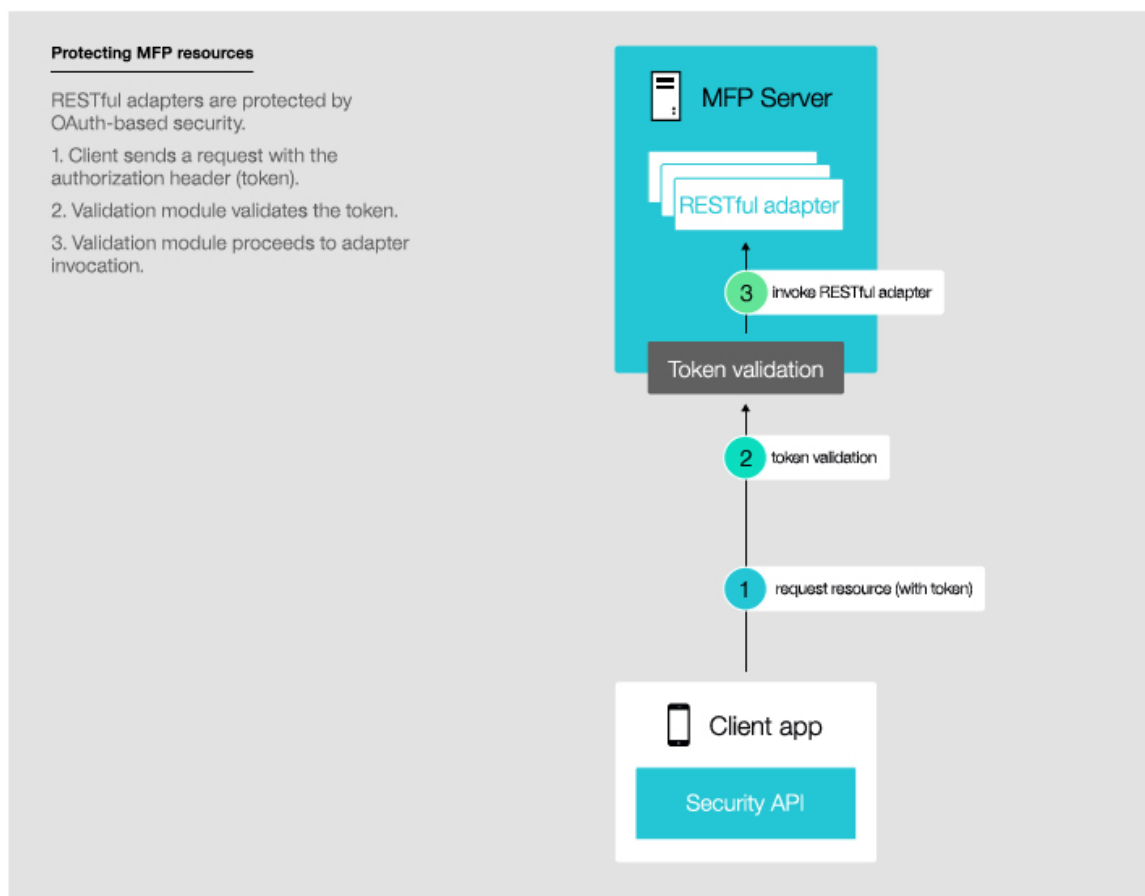 Protecting MFP resources
RESTful adapters are protected by
OAuth-based security.
1. Client sends a request with the
authorization header (token).
2. Validation module validates the token.
3. Validation module proceeds to adapter
invocation.
MFP Server
RESTful adapter
3 invoke RESTful adapter
Token validation
2 token validation
1 request resource (with token)
Client app
Security API